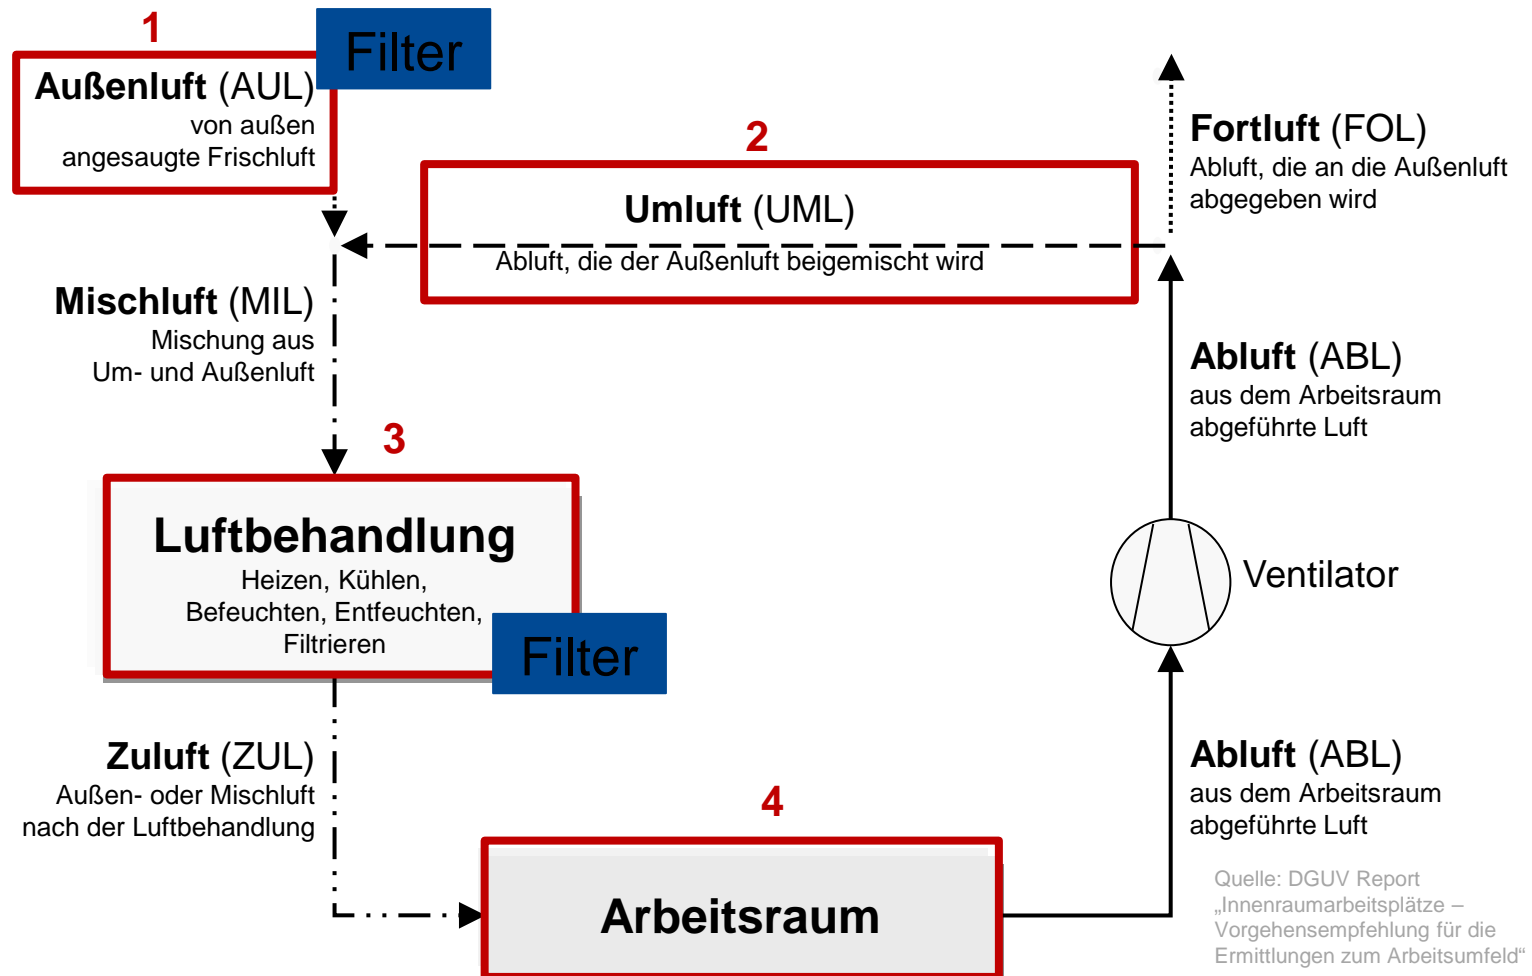 1
Filter
Außenluft (AUL)
von außen
angesaugte Frischluft
2
Umluft (UML)
Abluft, die der Außenluft beigemischt wird
Fortluft (FOL)
Abluft, die an die Außenluft
abgegeben wird
Mischluft (MIL)
Mischung aus
Um- und Außenluft
Abluft (ABL)
aus dem Arbeitsraum
abgeführte Luft
3
Luftbehandlung
Heizen, Kühlen,
Befeuchten, Entfeuchten,
Filtrieren
Filter
Ventilator
Zuluft (ZUL)
Außen- oder Mischluft
nach der Luftbehandlung
4
Arbeitsraum
Abluft (ABL)
aus dem Arbeitsraum
abgeführte Luft
Quelle: DGUV Report
„Innenraumarbeitsplätze –
Vorgehensempfehlung für die
Ermittlungen zum Arbeitsumfeld“